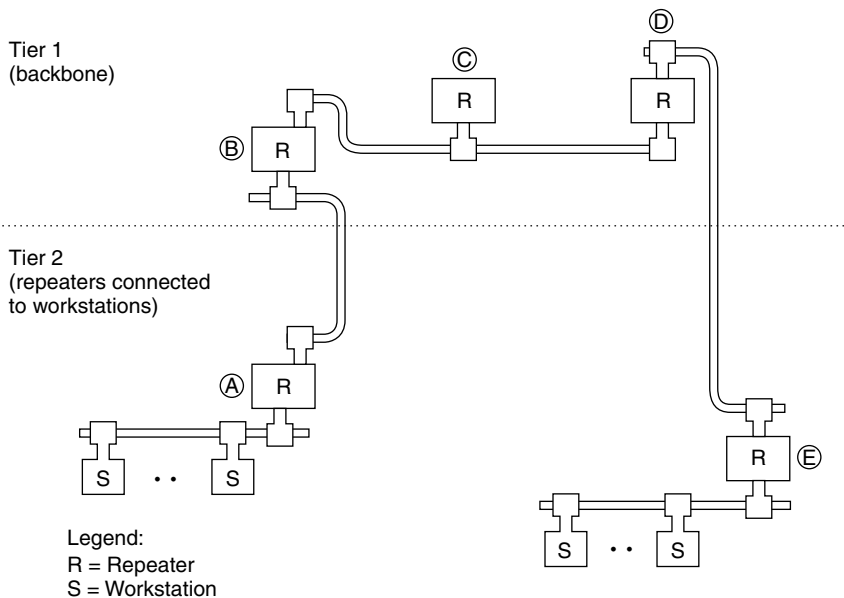 Tier 1
(backbone)
D
C
R
R
B
R
Tier 2
(repeaters connected
to workstations)
A
R
S
. .
S
R
E
S
. .
S
Legend:
R = Repeater
S = Workstation